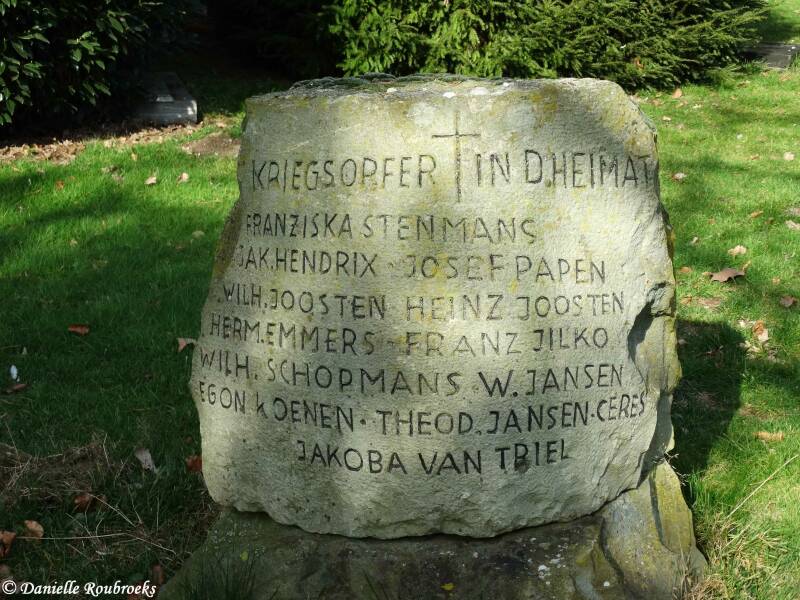 KRIEGSOPFER IN D.HEIMAT
FRANZISKA STENMANS
JAK.HENDRIX · JOSEF PAPEN
WILH.JOOSTEN HEINZ JOOSTEN
HERM.EMMERS · FRANZ JILKO
WILH. SCHOPMANS · W. JANSEN
EGON KOENEN · THEOD. JANSEN · CERES
JAKOBA VAN TRIEL
© Danielle Roubroeks